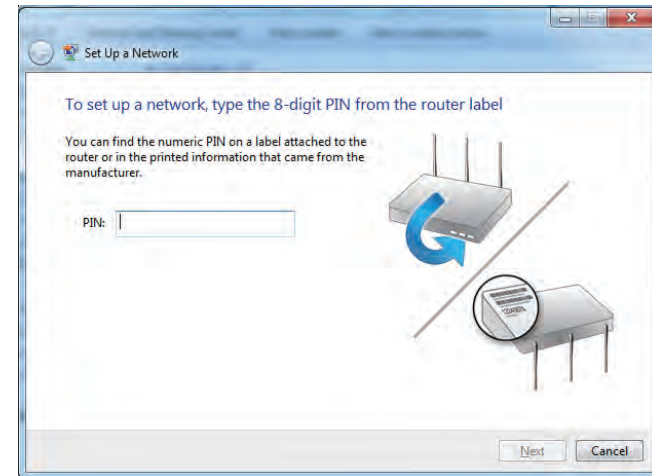 Set Up a Network
To set up a network, type the 8-digit PIN from the router label
You can find the numeric PIN on a label attached to the
router or in the printed information that came from the
manufacturer.
PIN:
Next
Cancel